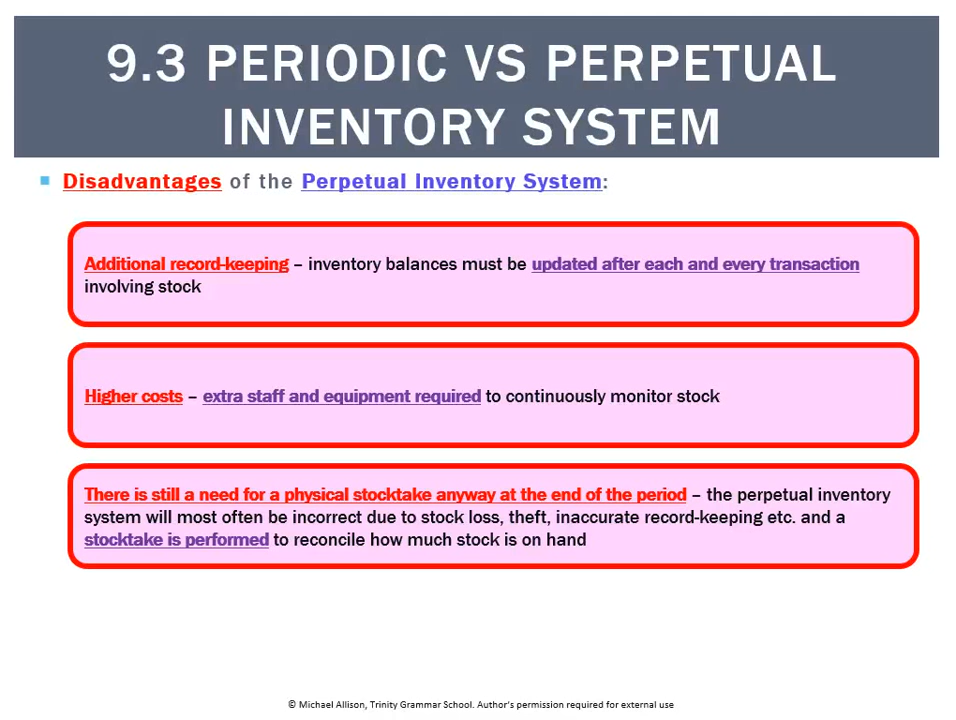 9.3 PERIODIC VS PERPETUAL
INVENTORY SYSTEM
Disadvantages of the Perpetual Inventory System:
Additional record-keeping – inventory balances must be updated after each and every transaction
involving stock
Higher costs – extra staff and equipment required to continuously monitor stock
There is still a need for a physical stocktake anyway at the end of the period – the perpetual inventory
system will most often be incorrect due to stock loss, theft, inaccurate record-keeping etc. and a
stocktake is performed to reconcile how much stock is on hand
© Michael Allison, Trinity Grammar School. Author's permission required for external use